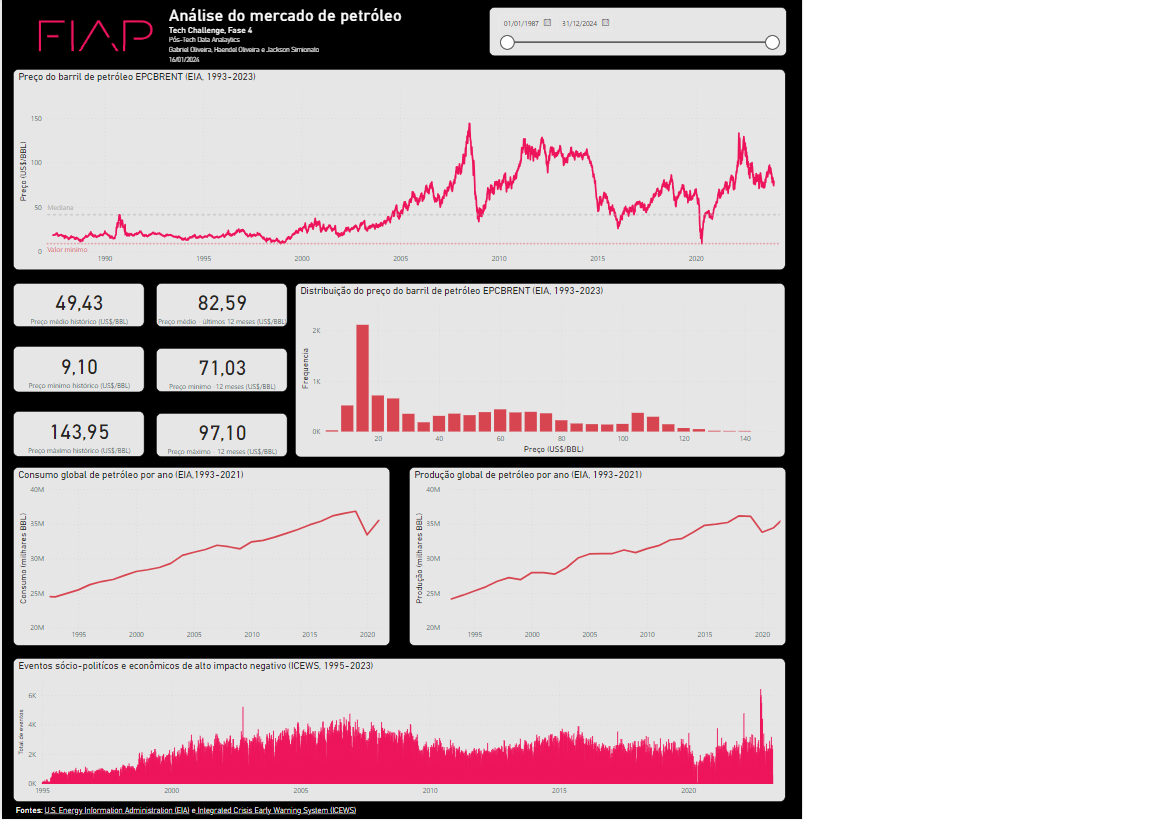 FIAP
Análise do mercado de petróleo
Tech Challenge, Fase 4
Pós-Tech Data Analaytics
Gabriel Oliveira, Haendel Oliveira e Jackson Simionato
16/01/2024
01/01/1987 31/12/2024
Preço do barril de petróleo EPCBRENT (EIA, 1993-2023)
Preço (US$/BBL)
150
100
50
0
Mediana
Valor mínimo
1990 1995 2000 2005 2010 2015 2020
49,43
Preço médio histórico (US$/BBL)
82,59
Preço médio - últimos 12 meses (US$/BBL)
9,10
Preço mínimo histórico (US$/BBL)
71,03
Preço mínimo - 12 meses (US$/BBL)
143,95
Preço máximo histórico (US$/BBL)
97,10
Preço máximo - 12 meses (US$/BBL)
Distribuição do preço do barril de petróleo EPCBRENT (EIA, 1993-2023)
Frequencia
2K
1K
0K
20 40 60 80 100 120 140
Preço (US$/BBL)
Consumo global de petróleo por ano (EIA,1993-2021)
Consumo (milhares BBL)
40M
35M
30M
25M
20M
1995 2000 2005 2010 2015 2020
Produção global de petróleo por ano (EIA, 1993-2021)
Produção (milhares BBL)
40M
35M
30M
25M
20M
1995 2000 2005 2010 2015 2020
Eventos sócio-politícos e econômicos de alto impacto negativo (ICEWS, 1995-2023)
Total de eventos
6K
4K
2K
0K
1995 2000 2005 2010 2015 2020
Fontes: U.S. Energy Information Administration (EIA) e Integrated Crisis Early Warning System (ICEWS)